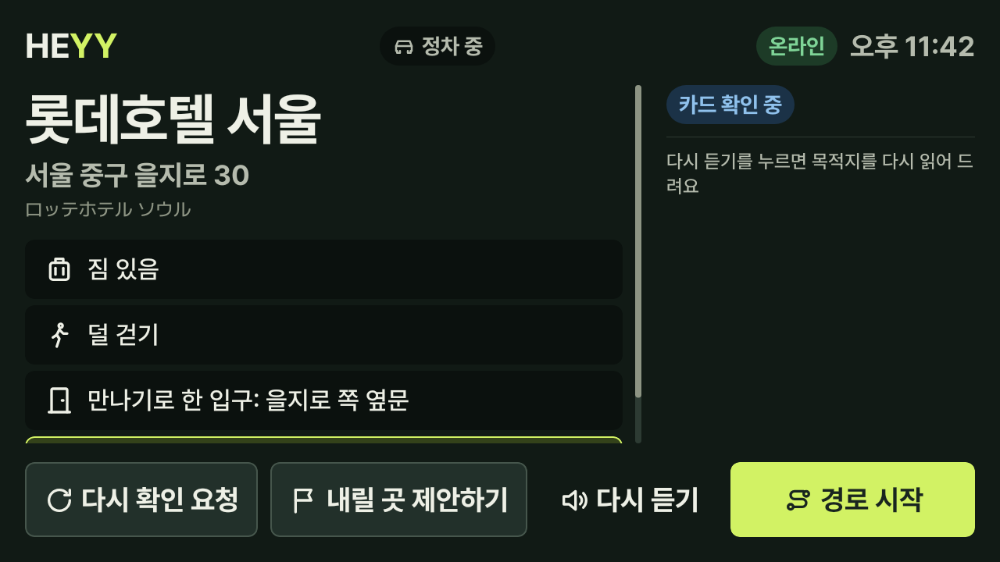 HEYY
정차 중
온라인
오후 11:42
롯데호텔 서울
서울 중구 을지로 30
ロッテホテル ソウル
짐 있음
덜 걷기
만나기로 한 입구: 을지로 쪽 옆문
카드 확인 중
다시 듣기를 누르면 목적지를 다시 읽어 드
려요
다시 확인 요청
내릴 곳 제안하기
다시 듣기
경로 시작